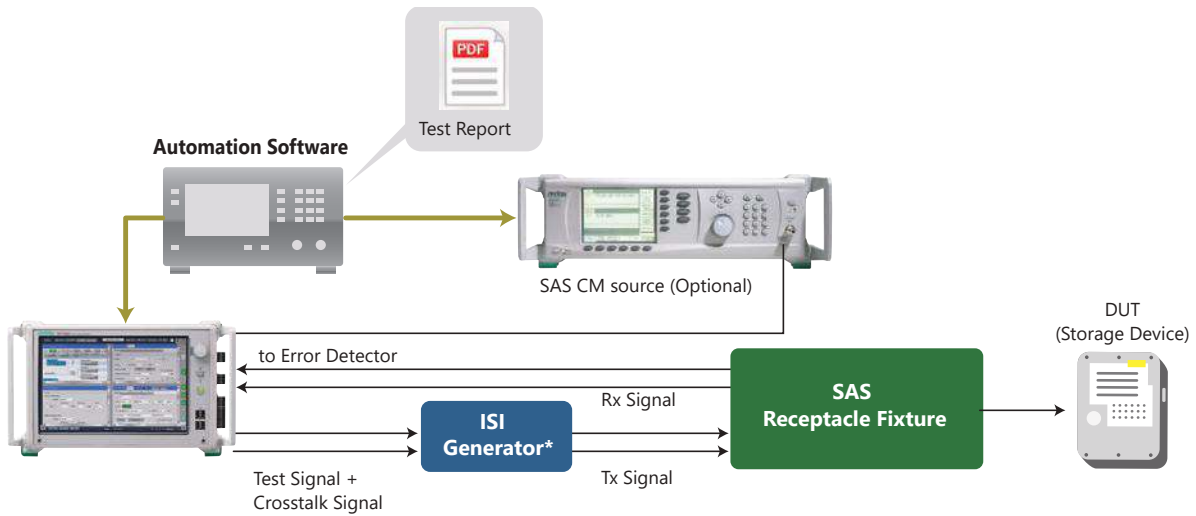 PDF
Test Report
Automation Software
SAS CM source (Optional)
DUT
(Storage Device)
to Error Detector
Rx Signal
SAS
Receptacle Fixture
ISI
Generator*
Test Signal +
Crosstalk Signal
Tx Signal